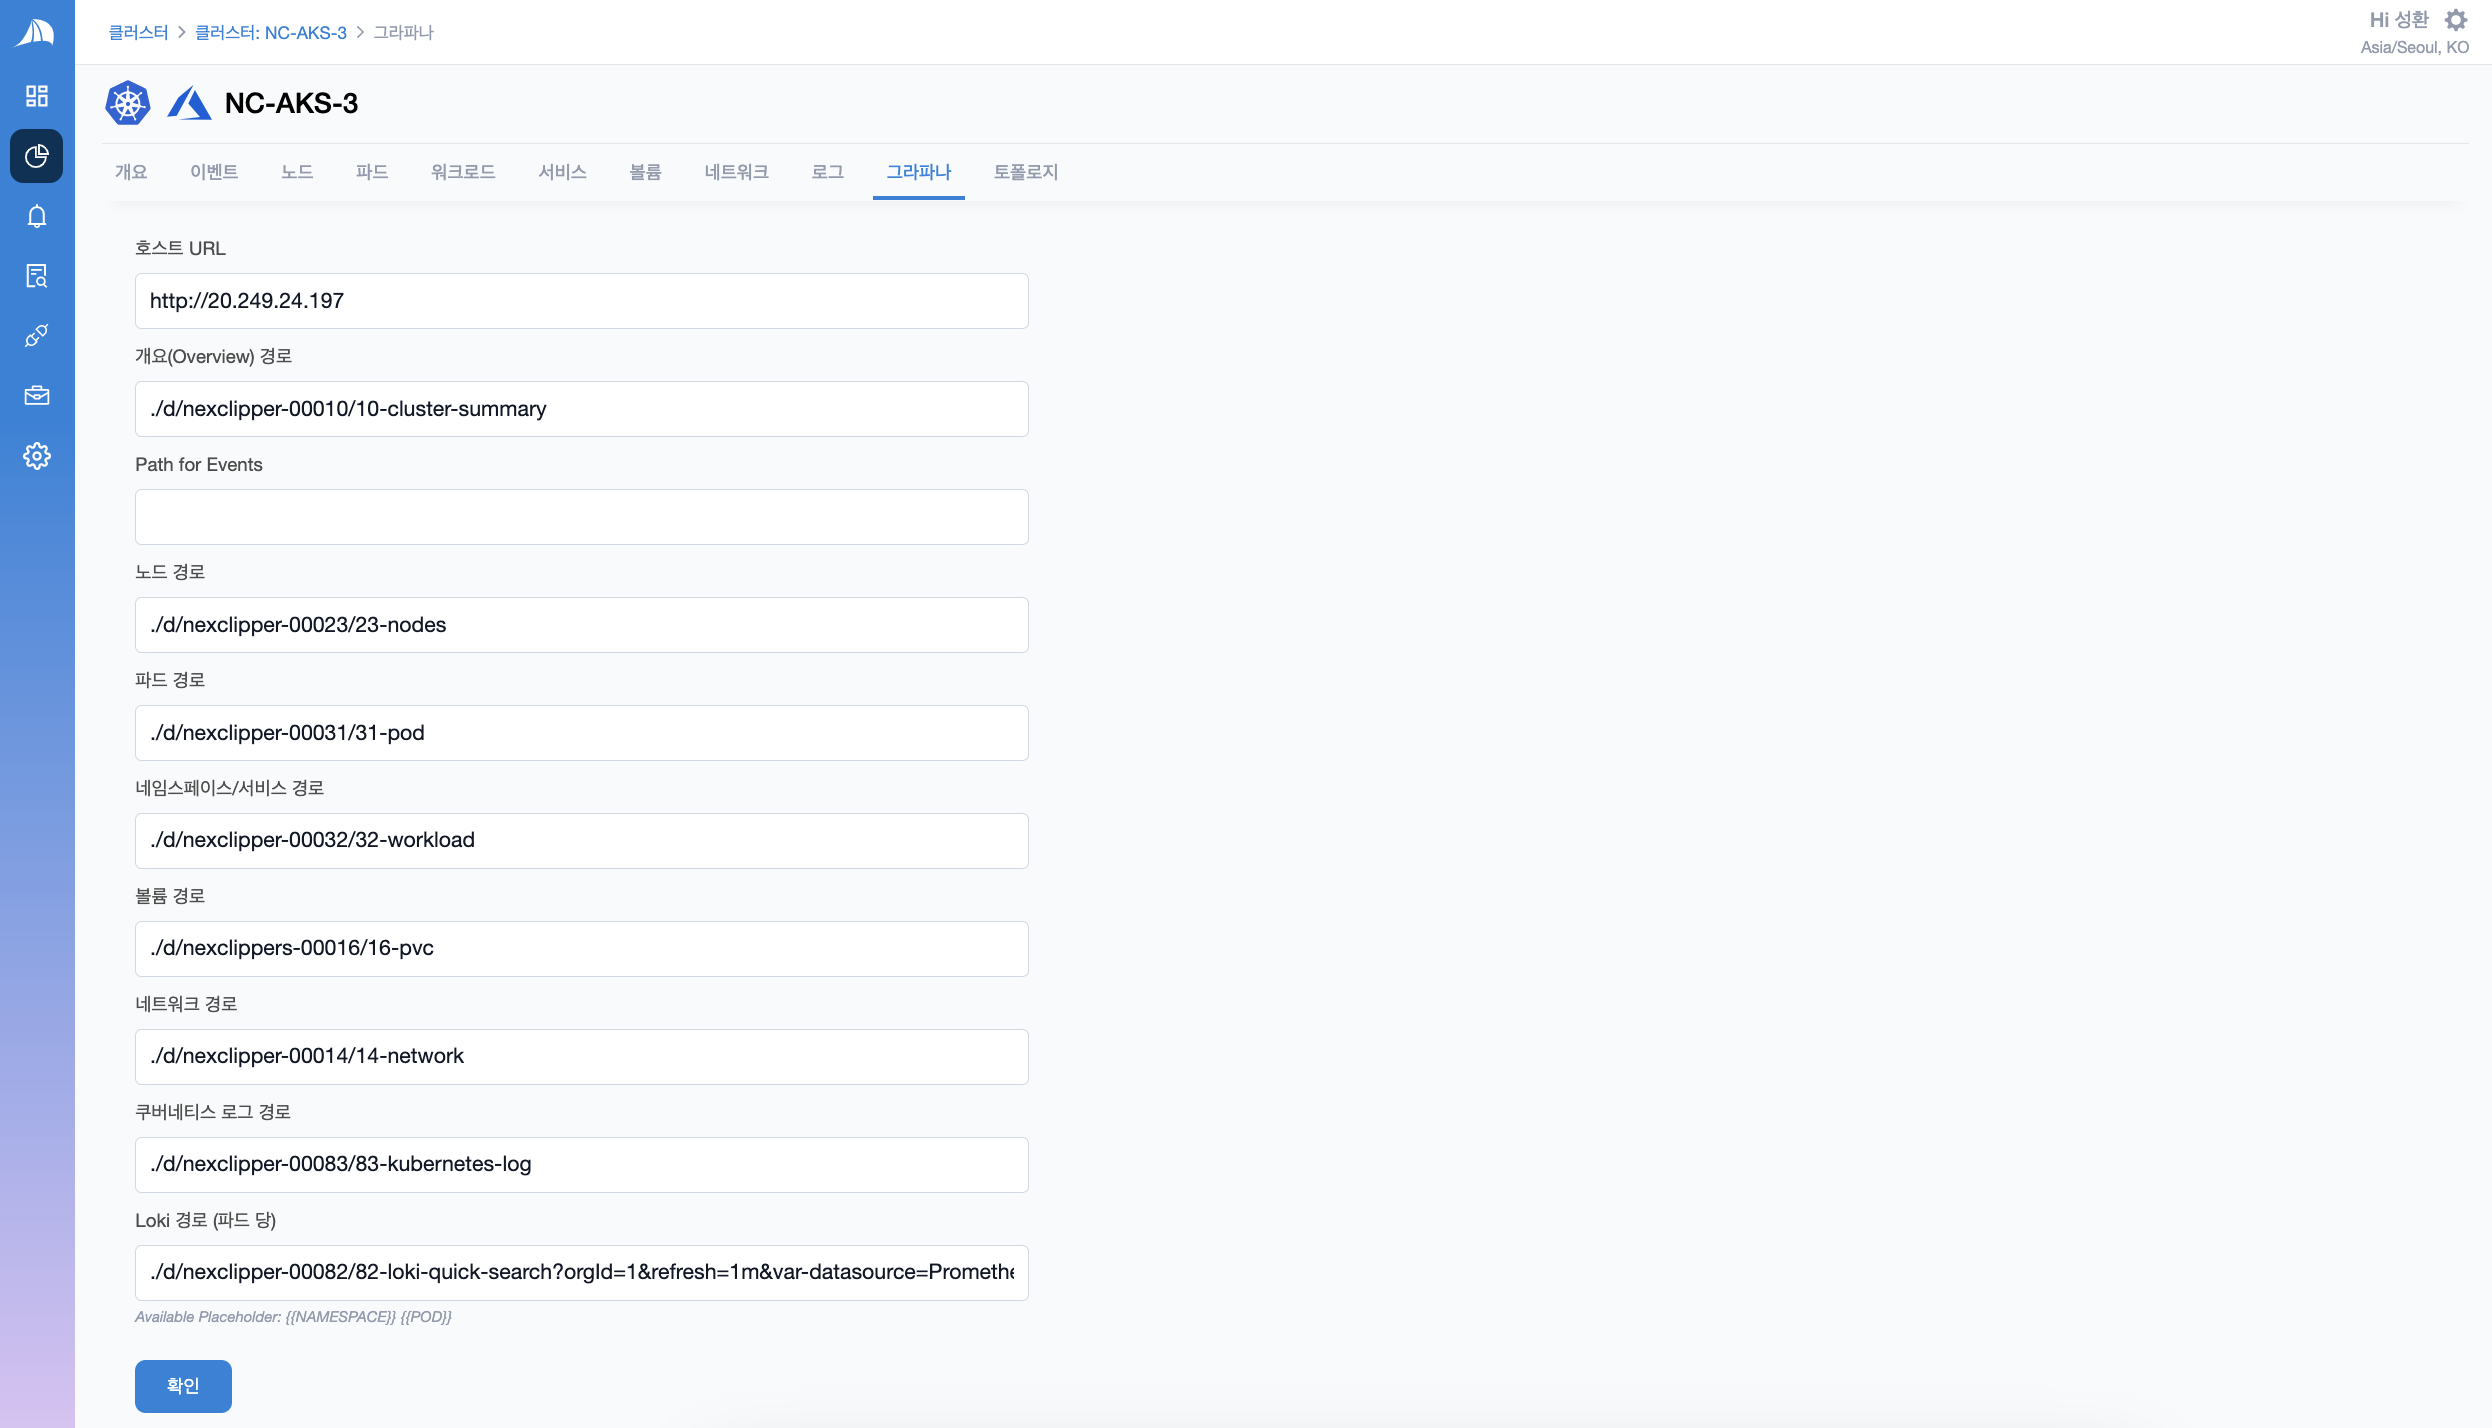 클러스터 > 클러스터: NC-AKS-3 > 그라파나
Hi 성환
Asia/Seoul, KO
NC-AKS-3
개요 이벤트 노드 파드 워크로드 서비스 볼륨 네트워크 로그 그라파나 토폴로지
호스트 URL
http://20.249.24.197
개요(Overview) 경로
./d/nexclipper-00010/10-cluster-summary
Path for Events
노드 경로
./d/nexclipper-00023/23-nodes
파드 경로
./d/nexclipper-00031/31-pod
네임스페이스/서비스 경로
./d/nexclipper-00032/32-workload
볼륨 경로
./d/nexclippers-00016/16-pvc
네트워크 경로
./d/nexclipper-00014/14-network
쿠버네티스 로그 경로
./d/nexclipper-00083/83-kubernetes-log
Loki 경로 (파드 당)
./d/nexclipper-00082/82-loki-quick-search?orgId=1&refresh=1m&var-datasource=Promethe
Available Placeholder: {{NAMESPACE}} {{POD}}
확인